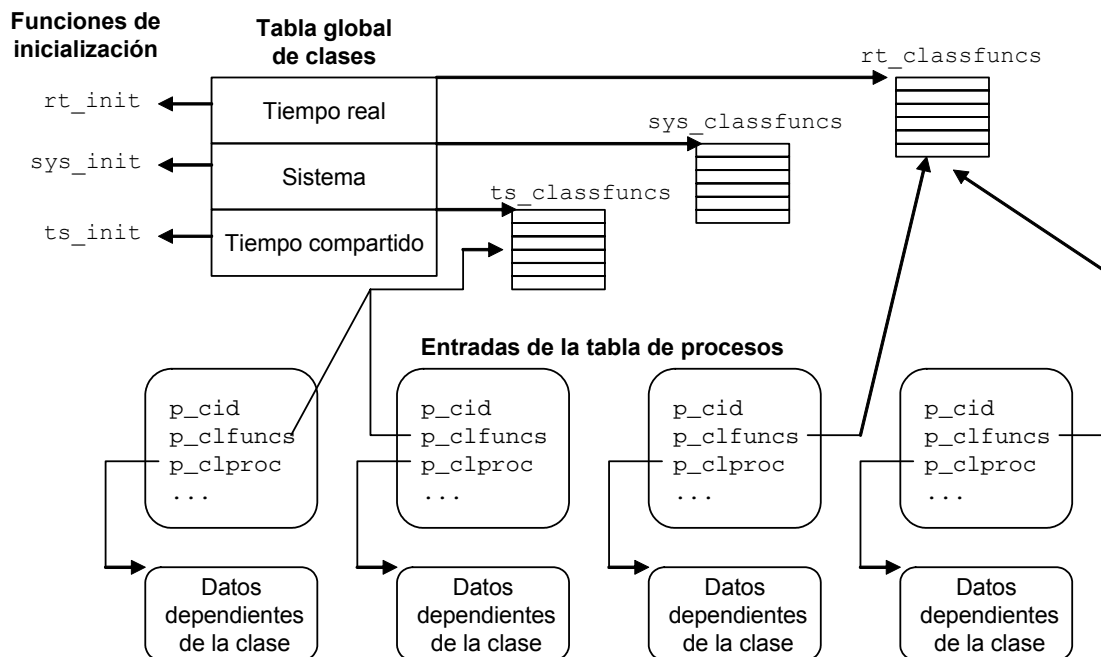 Funciones de
inicialización
Tabla global
de clases
rt_classfuncs
rt_init
Tiempo real
sys_classfuncs
sys_init
Sistema
ts_classfuncs
ts_init
Tiempo compartido
Entradas de la tabla de procesos
p_cid
p_clfuncs
p_clproc
...
p_cid
p_clfuncs
p_clproc
...
p_cid
p_clfuncs
p_clproc
...
p_cid
p_clfuncs
p_clproc
...
Datos
dependientes
de la clase
Datos
dependientes
de la clase
Datos
dependientes
de la clase
Datos
dependientes
de la clase